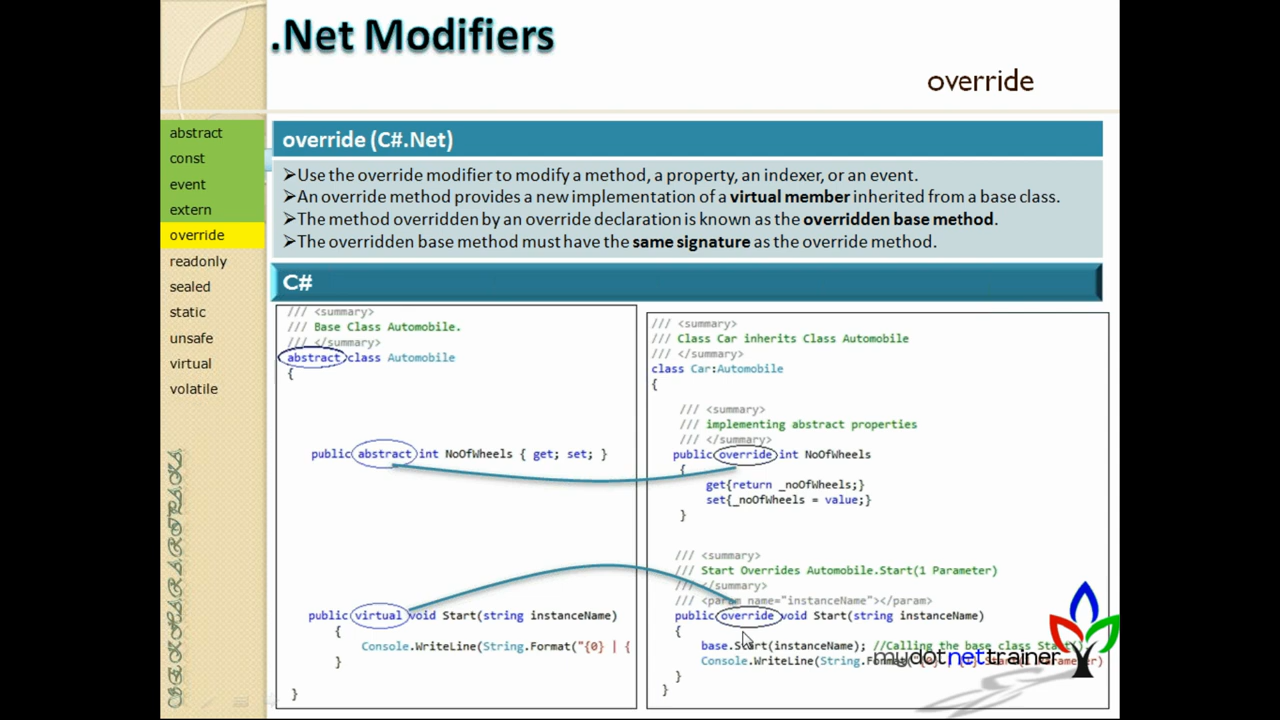 .Net Modifiers
override
abstract
const
event
extern
override
readonly
sealed
static
unsafe
virtual
volatile
override (C#.Net)
➢Use the override modifier to modify a method, a property, an indexer, or an event.
➢An override method provides a new implementation of a virtual member inherited from a base class.
➢The method overridden by an override declaration is known as the overridden base method.
➢The overridden base method must have the same signature as the override method.
C#
/// <summary>
/// Base Class Automobile.
/// </summary>
abstract class Automobile
{
public abstract int NoOfWheels { get; set; }
public virtual void Start(string instanceName)
{
Console.WriteLine(String.Format("{0} | {
}
}
/// <summary>
/// Class Car inherits Class Automobile
/// </summary>
class Car:Automobile
{
/// <summary>
/// implementing abstract properties
/// </summary>
public override int NoOfWheels
{
get{return _noOfWheels;}
set{_noOfWheels = value;}
}
/// <summary>
/// Start Overrides Automobile.Start(1 Parameter)
/// </summary>
/// <param name="instanceName"></param>
public override void Start(string instanceName)
{
base.Start(instanceName); //Calling the base class Start().
Console.WriteLine(String.Format(
}
}
mydotnettrainer